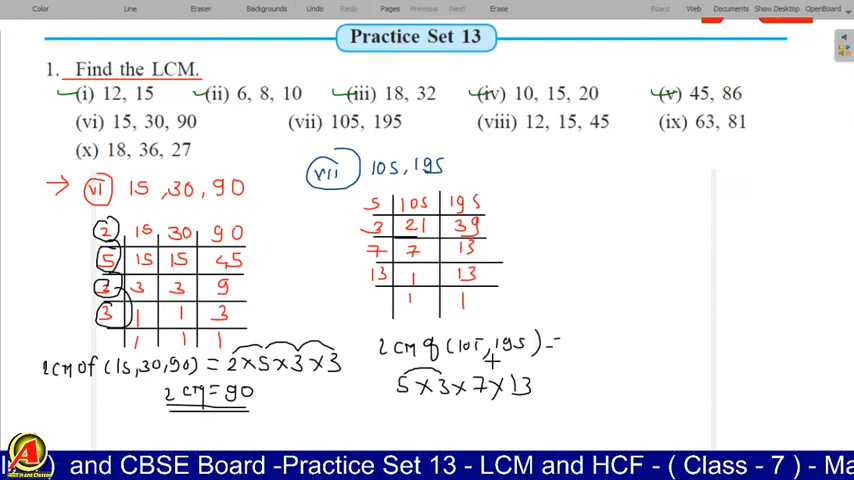 Color Line Eraser Backgrounds Undo Redo Pages Previous Next Erase Board Web Documents Show Desktop OpenBoard
Practice Set 13
1. Find the LCM.
(i) 12, 15 (ii) 6, 8, 10 (iii) 18, 32 (iv) 10, 15, 20 (v) 45, 86
(vi) 15, 30, 90 (vii) 105, 195 (viii) 12, 15, 45 (ix) 63, 81
(x) 18, 36, 27
→ vi 15, 30, 90
2 15 30 90
5 15 15 45
3 3 3 9
3 1 1 3
1 1 1
LCM of (15, 30, 90) = 2×5×3×3
LCM = 90
vii 105, 195
5 105 195
3 21 39
7 7 13
13 1 13
1 1
LCM of (105, 195) =
4
5×3×7×13
and CBSE Board -Practice Set 13 - LCM and HCF - ( Class - 7 ) - Ma